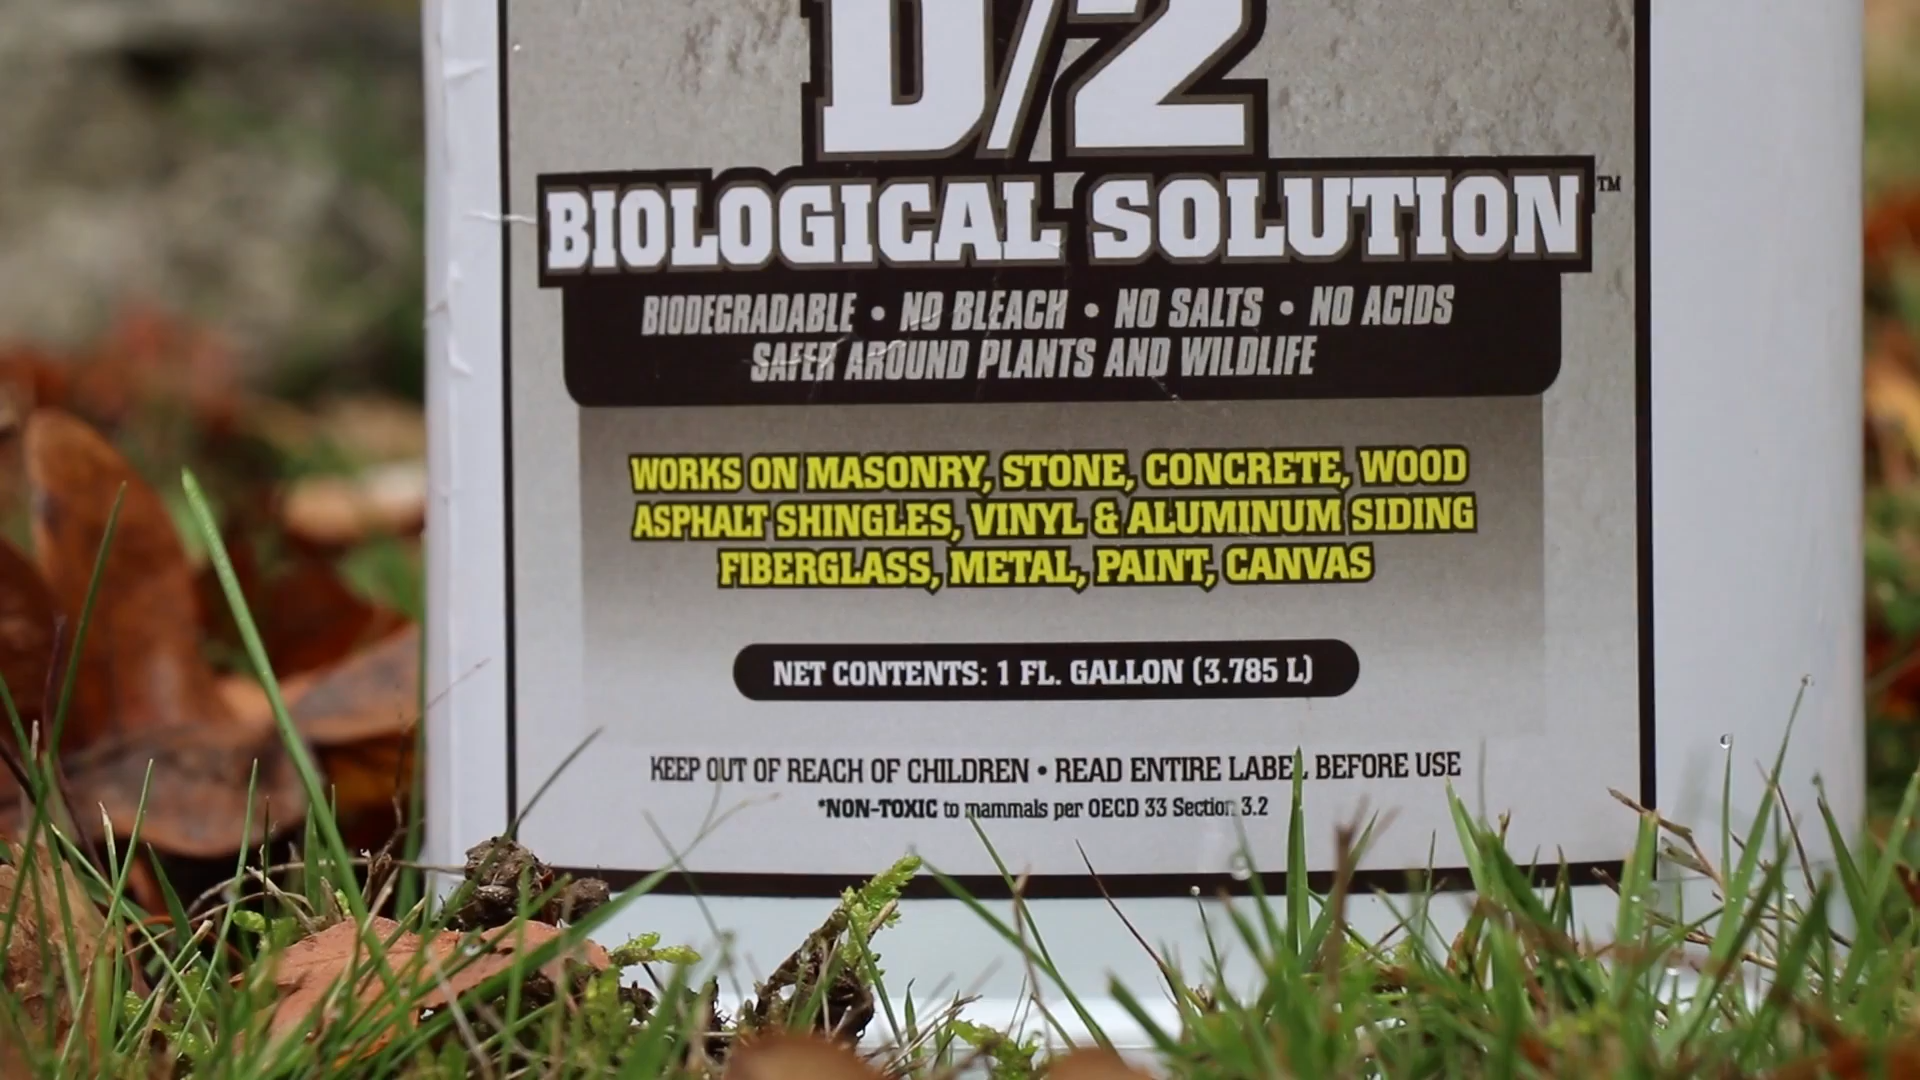 D/2
BIOLOGICAL SOLUTION™
BIODEGRADABLE • NO BLEACH • NO SALTS • NO ACIDS
SAFER AROUND PLANTS AND WILDLIFE
WORKS ON MASONRY, STONE, CONCRETE, WOOD
ASPHALT SHINGLES, VINYL & ALUMINUM SIDING
FIBERGLASS, METAL, PAINT, CANVAS
NET CONTENTS: 1 FL. GALLON (3.785 L)
KEEP OUT OF REACH OF CHILDREN • READ ENTIRE LABEL BEFORE USE
*NON-TOXIC to mammals per OECD 33 Section 3.2